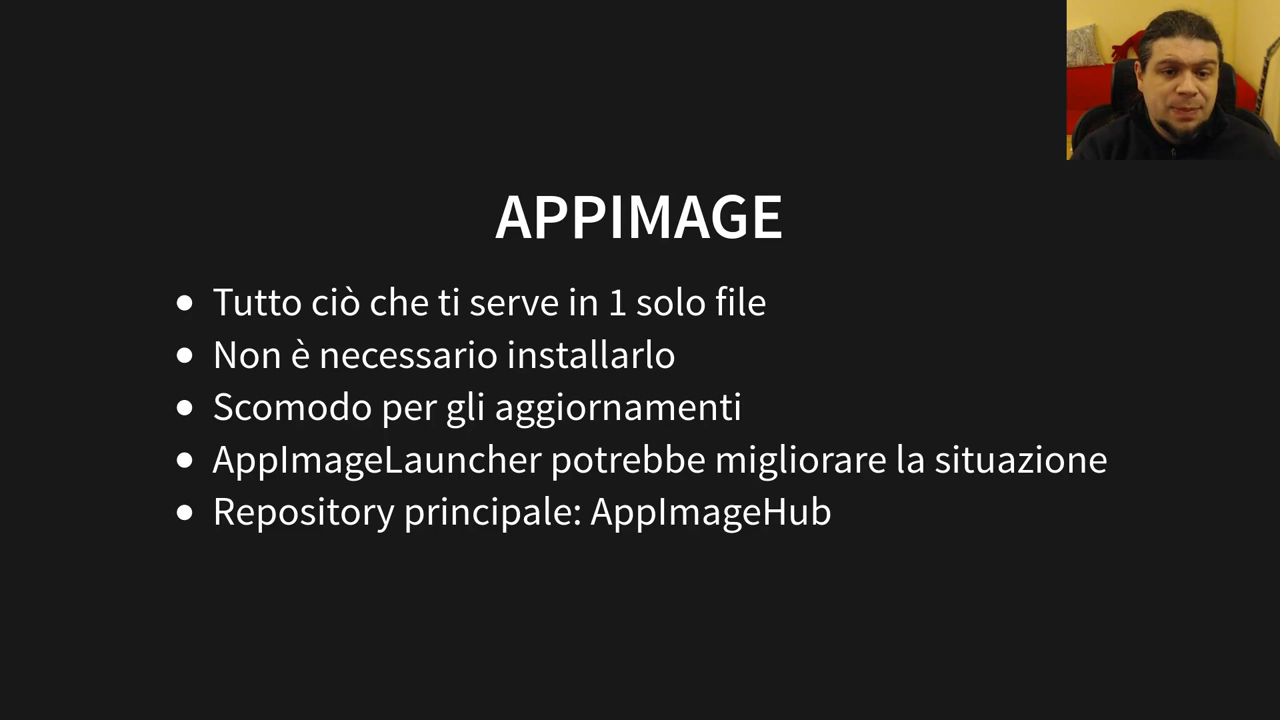 APPIMAGE
Tutto ciò che ti serve in 1 solo file
Non è necessario installarlo
Scomodo per gli aggiornamenti
AppImageLauncher potrebbe migliorare la situazione
Repository principale: AppImageHub